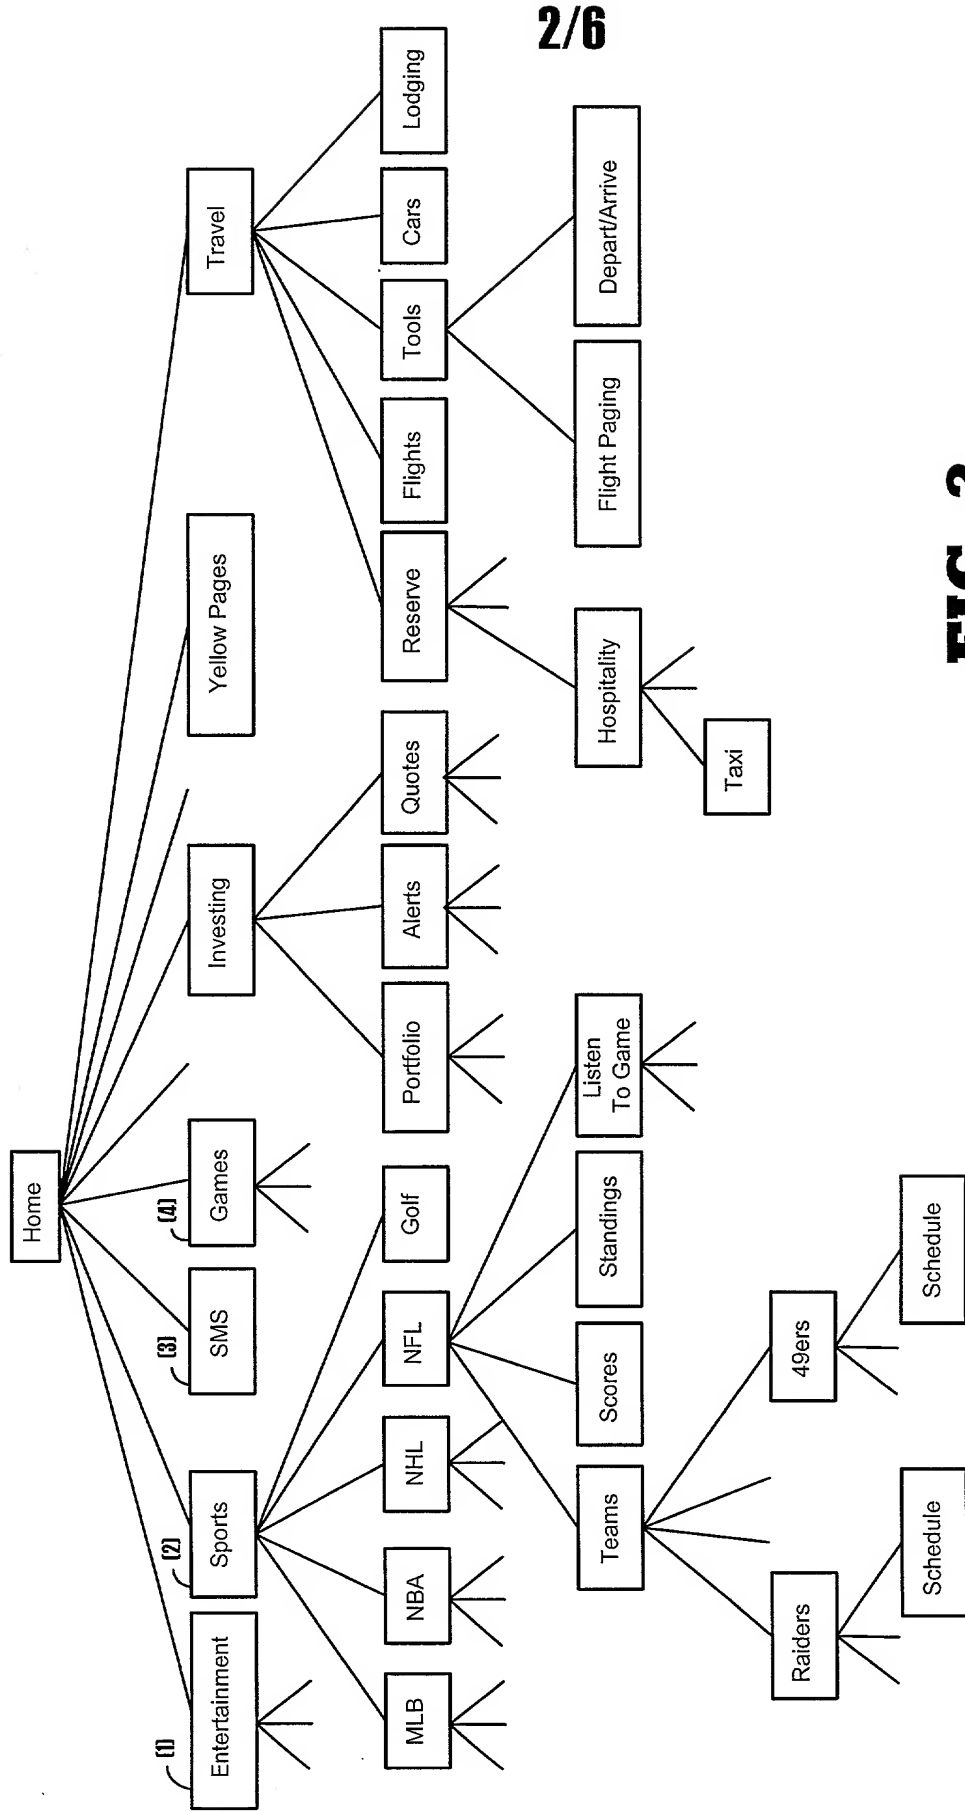 2/6
Home
(1)
(2)
(3)
(4)
Entertainment
Sports
SMS
Games
Investing
Yellow Pages
Travel
MLB
NBA
NHL
NFL
Golf
Portfolio
Alerts
Quotes
Reserve
Flights
Tools
Cars
Lodging
Teams
Scores
Standings
Listen
To Game
Hospitality
Flight Paging
Depart/Arrive
Taxi
Raiders
49ers
Schedule
Schedule